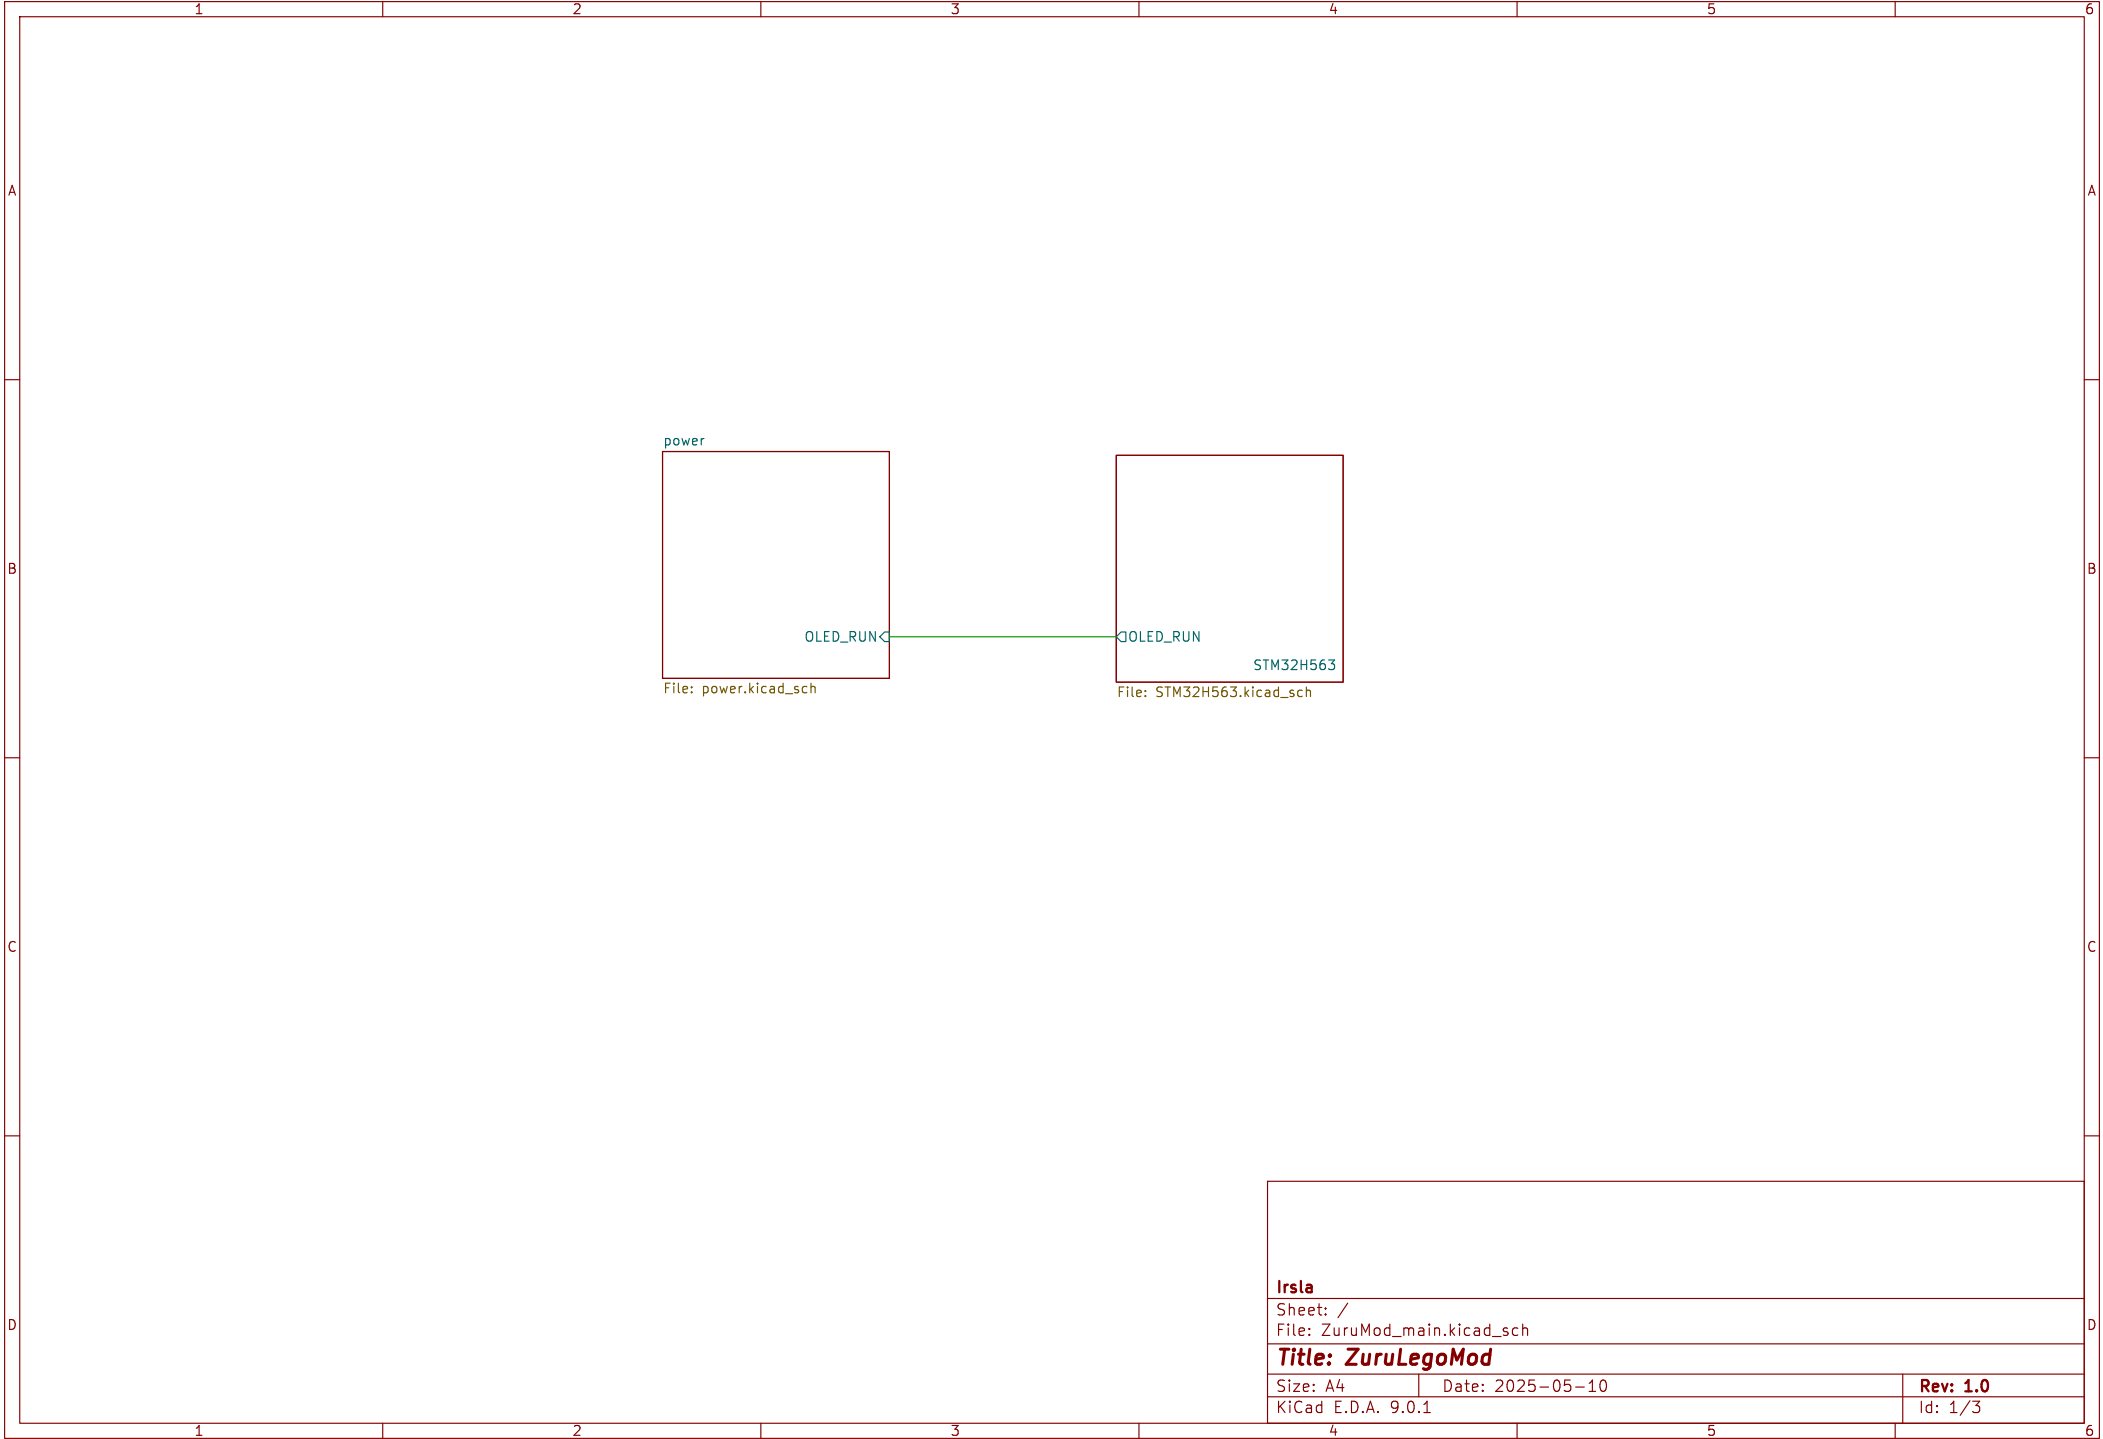 1 2 3 4 5 6
A A
power
B B
OLED_RUN OLED_RUN
STM32H563
File: power.kicad_sch File: STM32H563.kicad_sch
C C
Irsla
Sheet: /
D D
File: ZuruMod_main.kicad_sch
Title: ZuruLegoMod
Size: A4 Date: 2025-05-10 Rev: 1.0
KiCad E.D.A. 9.0.1 Id: 1/3
1 2 3 4 5 6